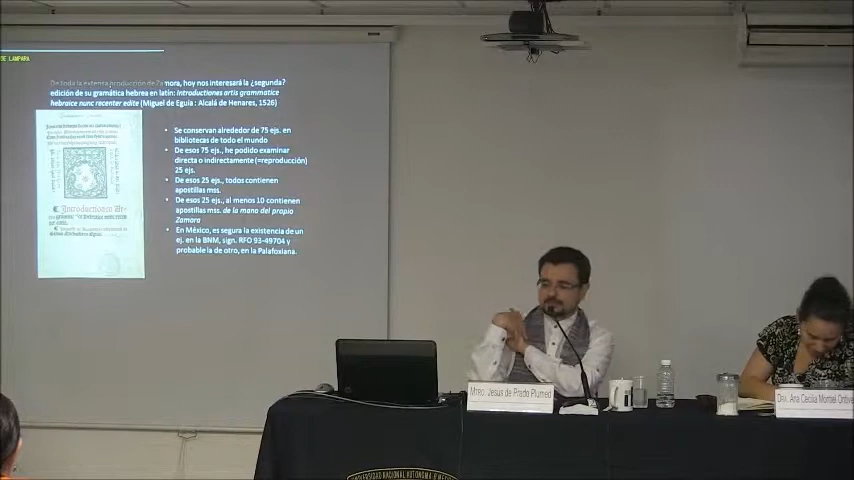 DE LAMPARA
De toda la extensa producción de Zamora, hoy nos interesará la ¿segunda?
edición de su gramática hebrea en latín: Introductiones artis grammatice
hebraice nunc recenter edite (Miguel de Eguía: Alcalá de Henares, 1526)
• Se conservan alrededor de 75 ejs. en
bibliotecas de todo el mundo
• De esos 75 ejs., he podido examinar
directa o indirectamente (=reproducción)
25 ejs.
• De esos 25 ejs., todos contienen
apostillas mss.
• De esos 25 ejs., al menos 10 contienen
apostillas mss. de la mano del propio
Zamora
• En México, es segura la existencia de un
ej. en la BNM, sign. RFO 93-49704 y
probable la de otro, en la Palafoxiana.
Introductiones
MTRO. Jesús de Prado Plumed
DRA. Ana Cecilia Montiel Ontive
UNIVERSIDAD NACIONAL AUTÓNOMA D MÉX